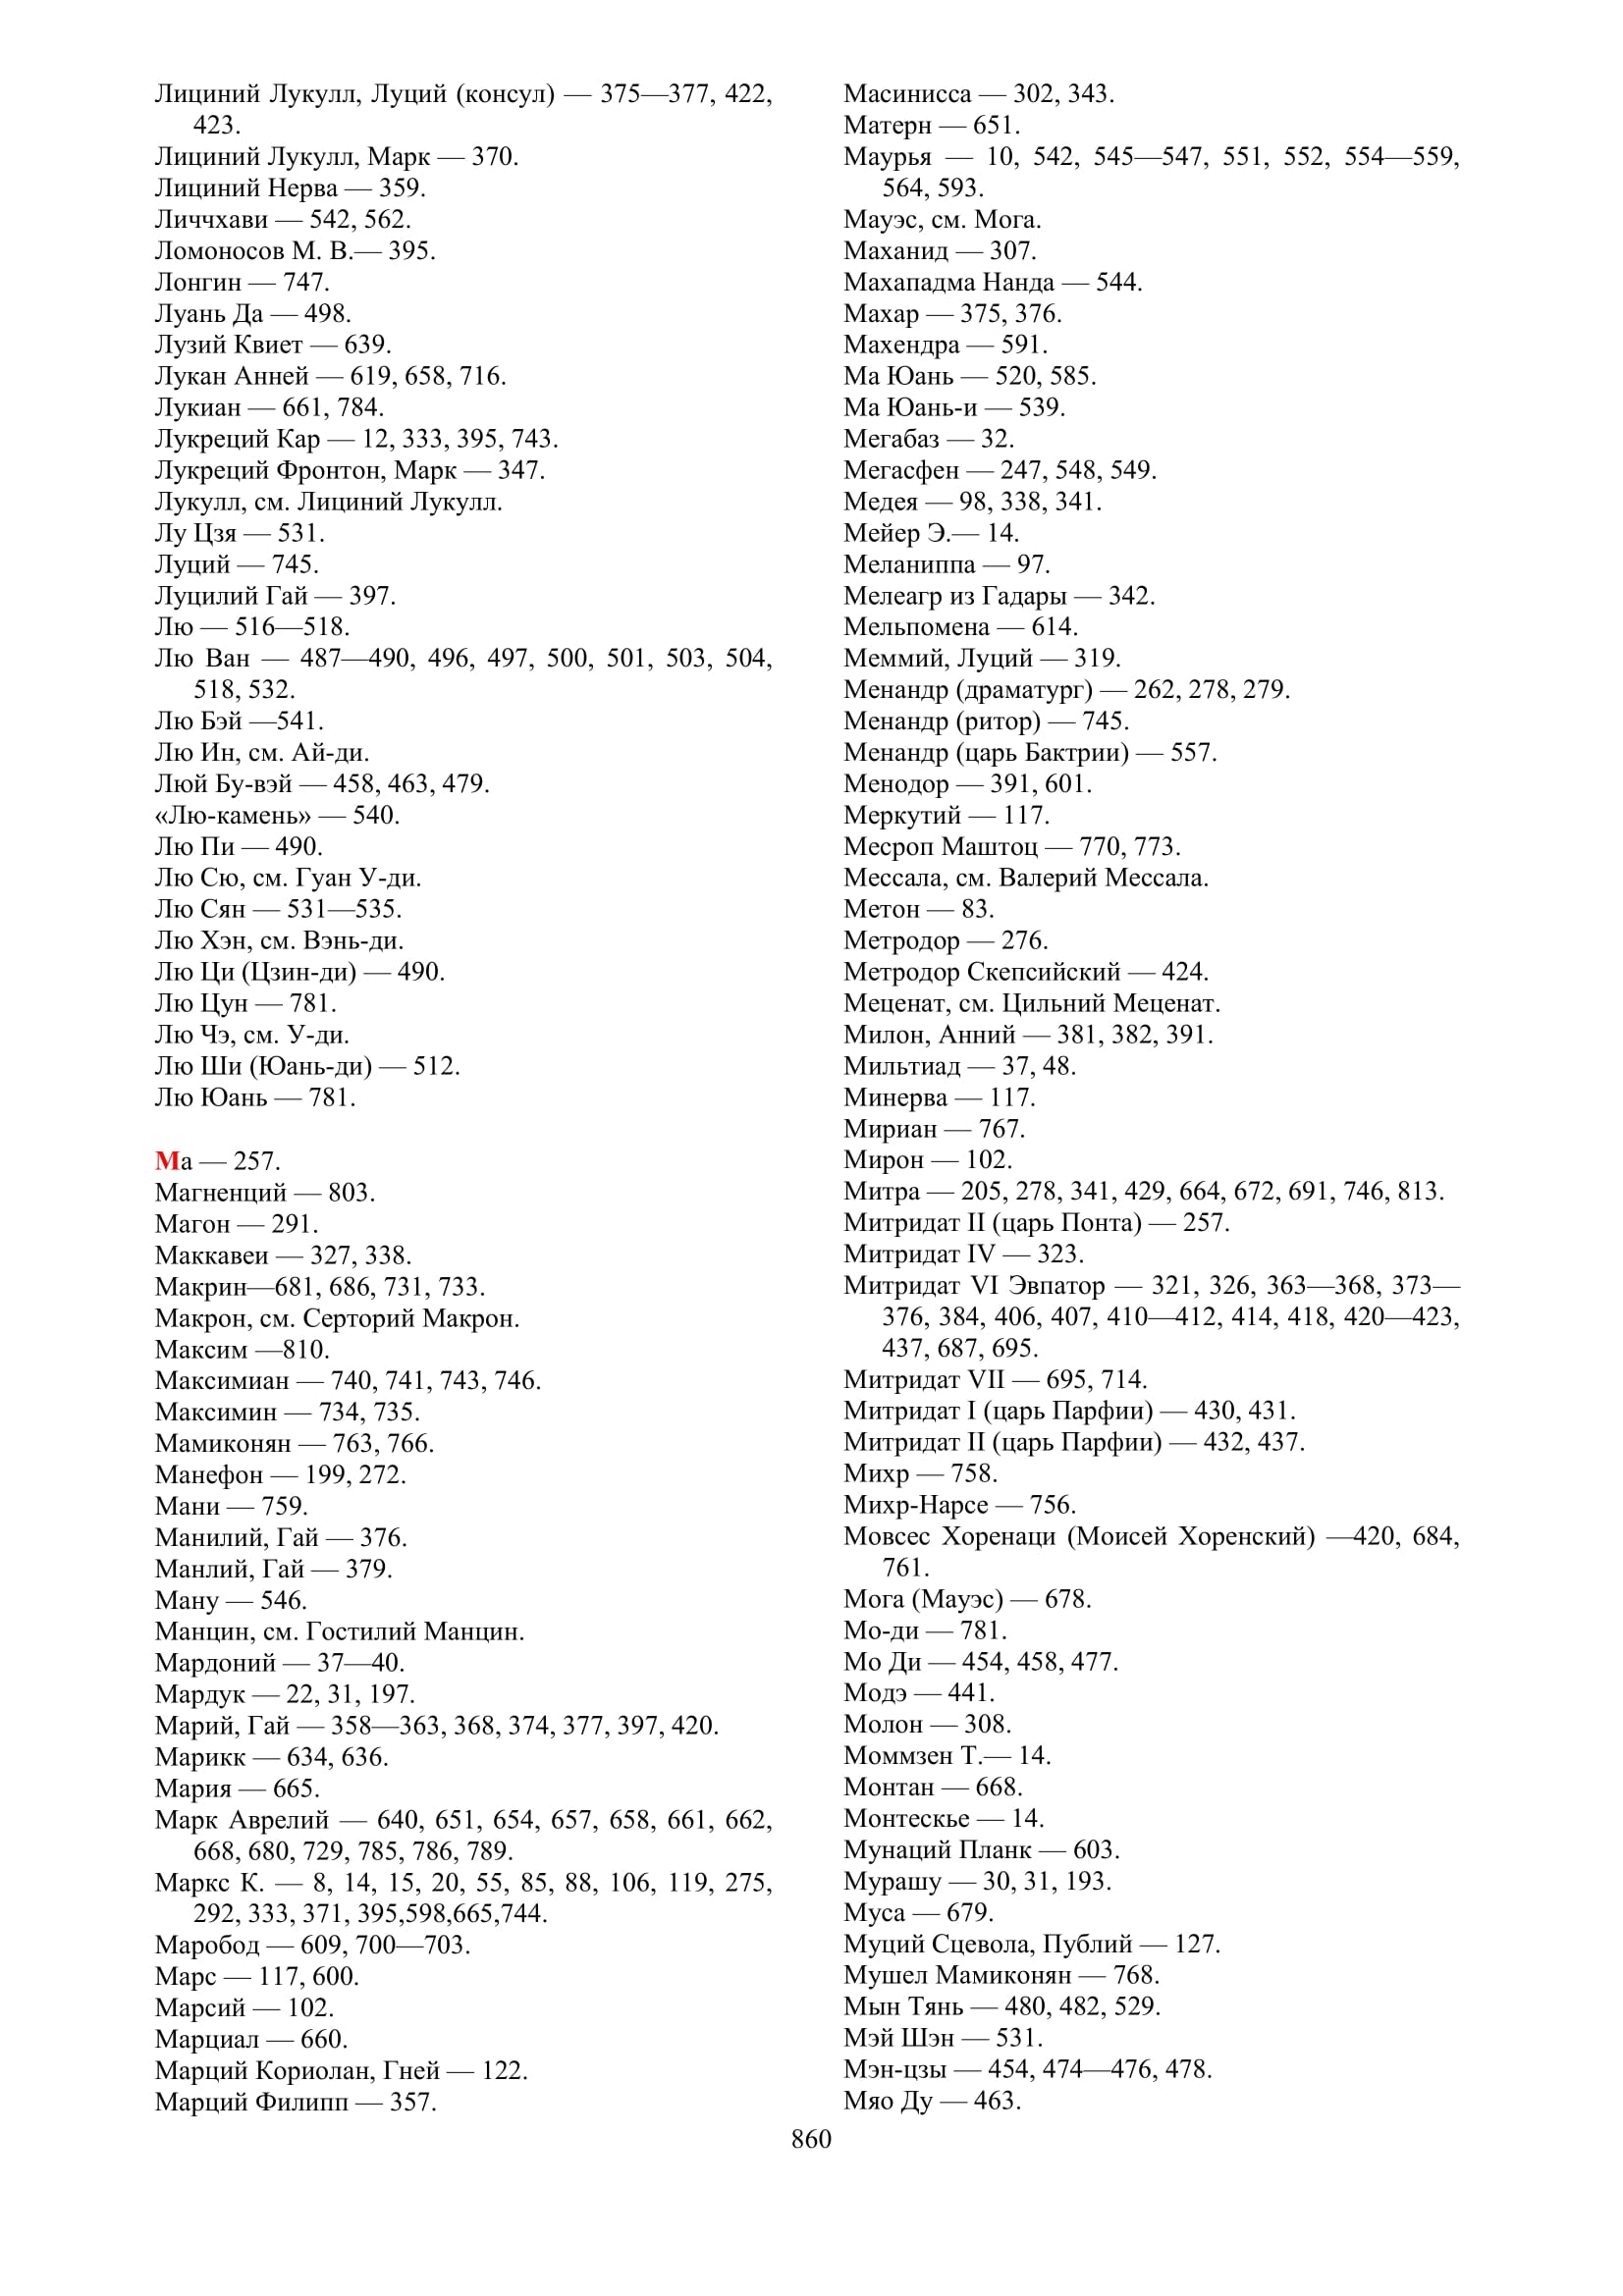 Лициний Лукулл, Луций (консул) — 375—377, 422,
423.
Лициний Лукулл, Марк — 370.
Лициний Нерва — 359.
Личчхави — 542, 562.
Ломоносов М. В.— 395.
Лонгин — 747.
Луань Да — 498.
Лузий Квиет — 639.
Лукан Анней — 619, 658, 716.
Лукиан — 661, 784.
Лукреций Кар — 12, 333, 395, 743.
Лукреций Фронтон, Марк — 347.
Лукулл, см. Лициний Лукулл.
Лу Цзя — 531.
Луций — 745.
Луцилий Гай — 397.
Лю — 516—518.
Лю Ван — 487—490, 496, 497, 500, 501, 503, 504,
518, 532.
Лю Бэй —541.
Лю Ин, см. Ай-ди.
Люй Бу-вэй — 458, 463, 479.
«Лю-камень» — 540.
Лю Пи — 490.
Лю Сю, см. Гуан У-ди.
Лю Сян — 531—535.
Лю Хэн, см. Вэнь-ди.
Лю Ци (Цзин-ди) — 490.
Лю Цун — 781.
Лю Чэ, см. У-ди.
Лю Ши (Юань-ди) — 512.
Лю Юань — 781.
Ма — 257.
Магненций — 803.
Магон — 291.
Маккавеи — 327, 338.
Макрин—681, 686, 731, 733.
Макрон, см. Серторий Макрон.
Максим —810.
Максимиан — 740, 741, 743, 746.
Максимин — 734, 735.
Мамиконян — 763, 766.
Манефон — 199, 272.
Мани — 759.
Манилий, Гай — 376.
Манлий, Гай — 379.
Ману — 546.
Манцин, см. Гостилий Манцин.
Мардоний — 37—40.
Мардук — 22, 31, 197.
Марий, Гай — 358—363, 368, 374, 377, 397, 420.
Марикк — 634, 636.
Мария — 665.
Марк Аврелий — 640, 651, 654, 657, 658, 661, 662,
668, 680, 729, 785, 786, 789.
Маркс К. — 8, 14, 15, 20, 55, 85, 88, 106, 119, 275,
292, 333, 371, 395,598,665,744.
Маробод — 609, 700—703.
Марс — 117, 600.
Марсий — 102.
Марциал — 660.
Марций Кориолан, Гней — 122.
Марций Филипп — 357.
Масинисса — 302, 343.
Матерн — 651.
Маурья — 10, 542, 545—547, 551, 552, 554—559,
564, 593.
Мауэс, см. Мога.
Маханид — 307.
Махападма Нанда — 544.
Махар — 375, 376.
Махендра — 591.
Ма Юань — 520, 585.
Ма Юань-и — 539.
Мегабаз — 32.
Мегасфен — 247, 548, 549.
Медея — 98, 338, 341.
Мейер Э.— 14.
Меланиппа — 97.
Мелеагр из Гадары — 342.
Мельпомена — 614.
Меммий, Луций — 319.
Менандр (драматург) — 262, 278, 279.
Менандр (ритор) — 745.
Менандр (царь Бактрии) — 557.
Менодор — 391, 601.
Меркутий — 117.
Месроп Маштоц — 770, 773.
Мессала, см. Валерий Мессала.
Метон — 83.
Метродор — 276.
Метродор Скепсийский — 424.
Меценат, см. Цильний Меценат.
Милон, Анний — 381, 382, 391.
Мильтиад — 37, 48.
Минерва — 117.
Мириан — 767.
Мирон — 102.
Митра — 205, 278, 341, 429, 664, 672, 691, 746, 813.
Митридат II (царь Понта) — 257.
Митридат IV — 323.
Митридат VI Эвпатор — 321, 326, 363—368, 373—
376, 384, 406, 407, 410—412, 414, 418, 420—423,
437, 687, 695.
Митридат VII — 695, 714.
Митридат I (царь Парфии) — 430, 431.
Митридат II (царь Парфии) — 432, 437.
Михр — 758.
Михр-Нарсе — 756.
Мовсес Хоренаци (Моисей Хоренский) —420, 684,
761.
Мога (Мауэс) — 678.
Мо-ди — 781.
Мо Ди — 454, 458, 477.
Модэ — 441.
Молон — 308.
Моммзен Т.— 14.
Монтан — 668.
Монтескье — 14.
Мунаций Планк — 603.
Мурашу — 30, 31, 193.
Муса — 679.
Муций Сцевола, Публий — 127.
Мушел Мамиконян — 768.
Мын Тянь — 480, 482, 529.
Мэй Шэн — 531.
Мэн-цзы — 454, 474—476, 478.
Мяо Ду — 463.
860